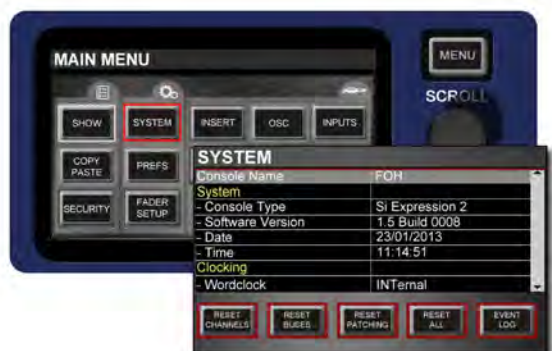 MAIN MENU
MENU
SCROLL
SHOW
SYSTEM
INSERT
OSC
INPUTS
COPY PASTE
PREFS
SECURITY
FADER SETUP
SYSTEM
Console Name FOH
System
- Console Type Si Expression 2
- Software Version 1.5 Build 0008
- Date 23/01/2013
- Time 11:14:51
Clocking
- Wordclock INTernal
RESET CHANNELS
RESET BUSES
RESET PATCHING
RESET ALL
EVENT LOG